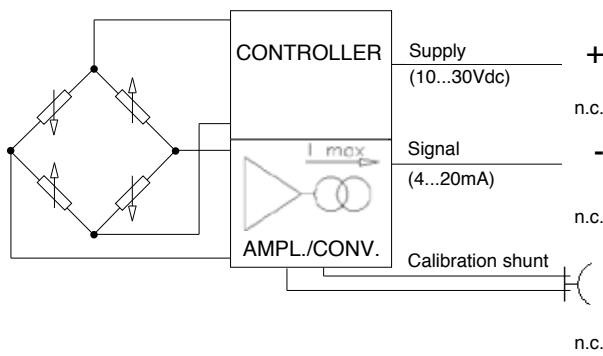 CONTROLLER
Supply
+
(10...30Vdc)
n.c.
I max
Signal
-
(4...20mA)
n.c.
AMPL./CONV.
Calibration shunt
n.c.